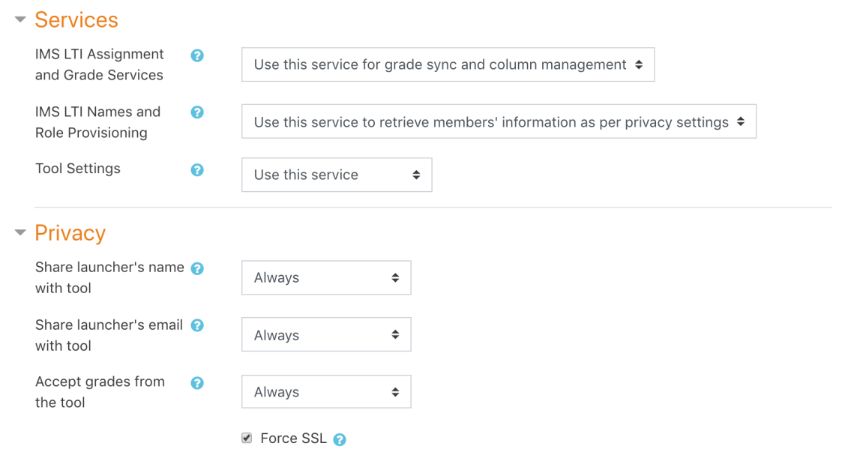 Services
IMS LTI Assignment
and Grade Services
Use this service for grade sync and column management
IMS LTI Names and
Role Provisioning
Use this service to retrieve members' information as per privacy settings
Tool Settings
Use this service
Privacy
Share launcher's name
with tool
Always
Share launcher's email
with tool
Always
Accept grades from
the tool
Always
Force SSL